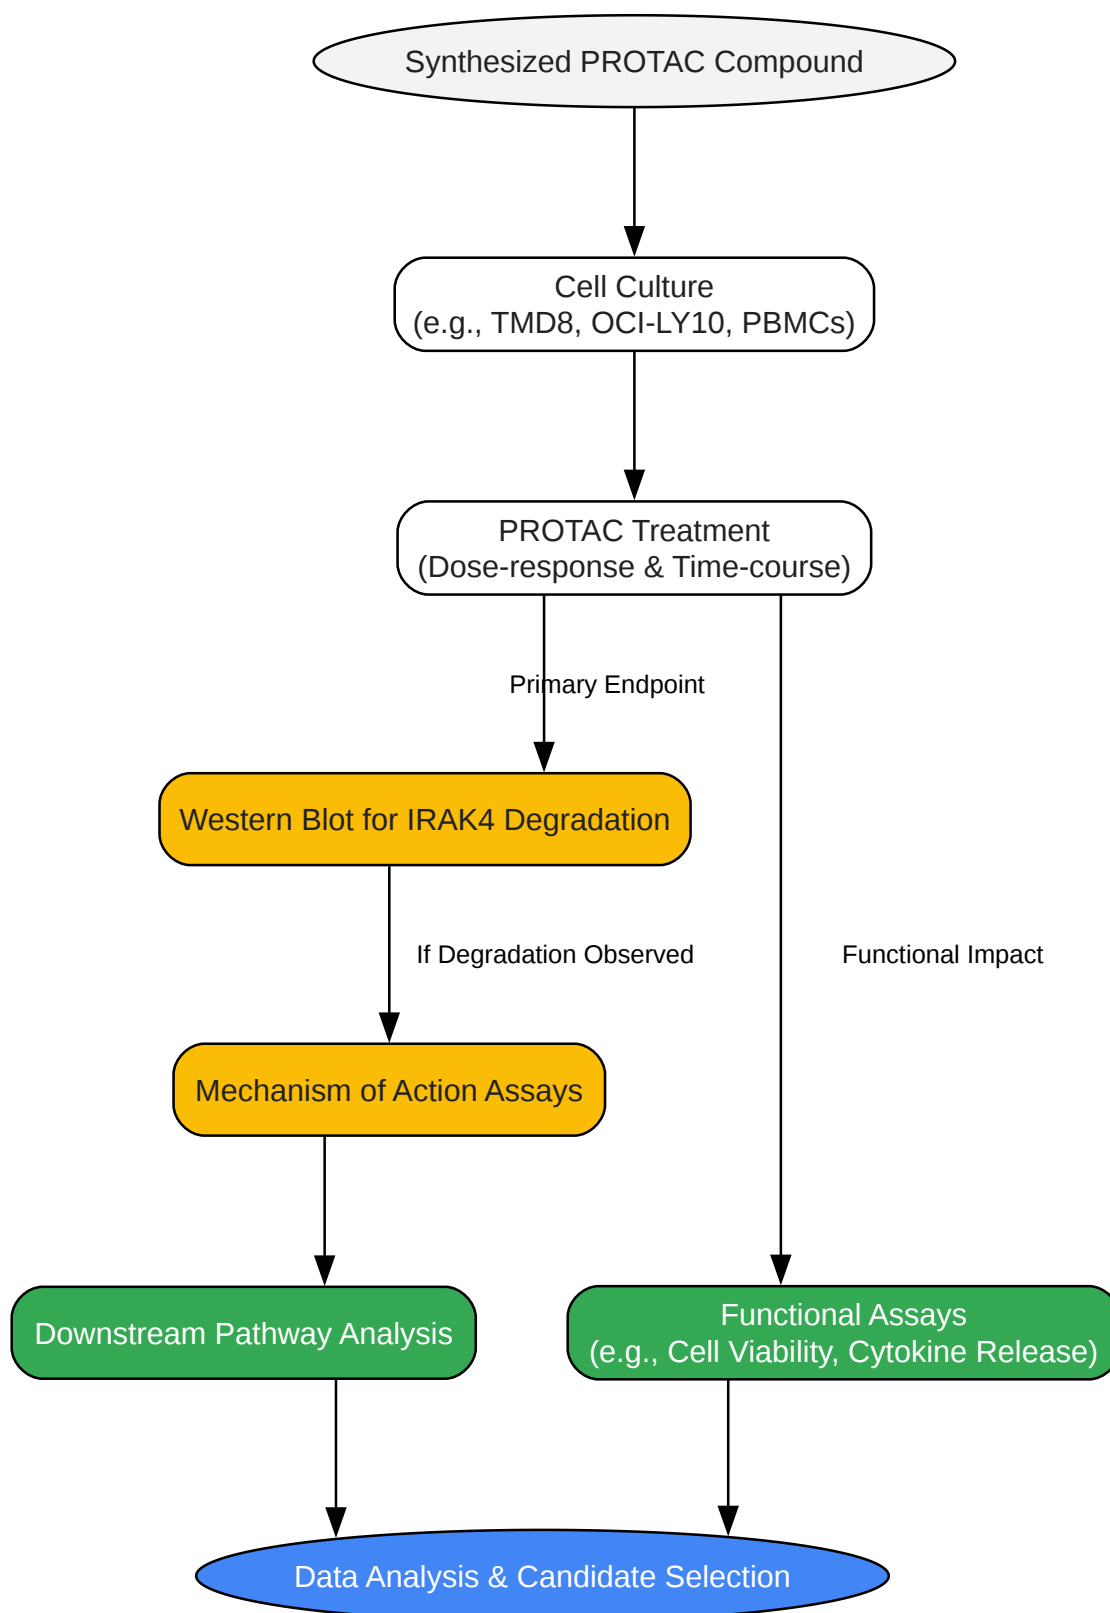 Synthesized PROTAC Compound
Cell Culture
(e.g., TMD8, OCI-LY10, PBMCs)
PROTAC Treatment
(Dose-response & Time-course)
Primary Endpoint
Western Blot for IRAK4 Degradation
If Degradation Observed
Functional Impact
Mechanism of Action Assays
Downstream Pathway Analysis
Functional Assays
(e.g., Cell Viability, Cytokine Release)
Data Analysis & Candidate Selection